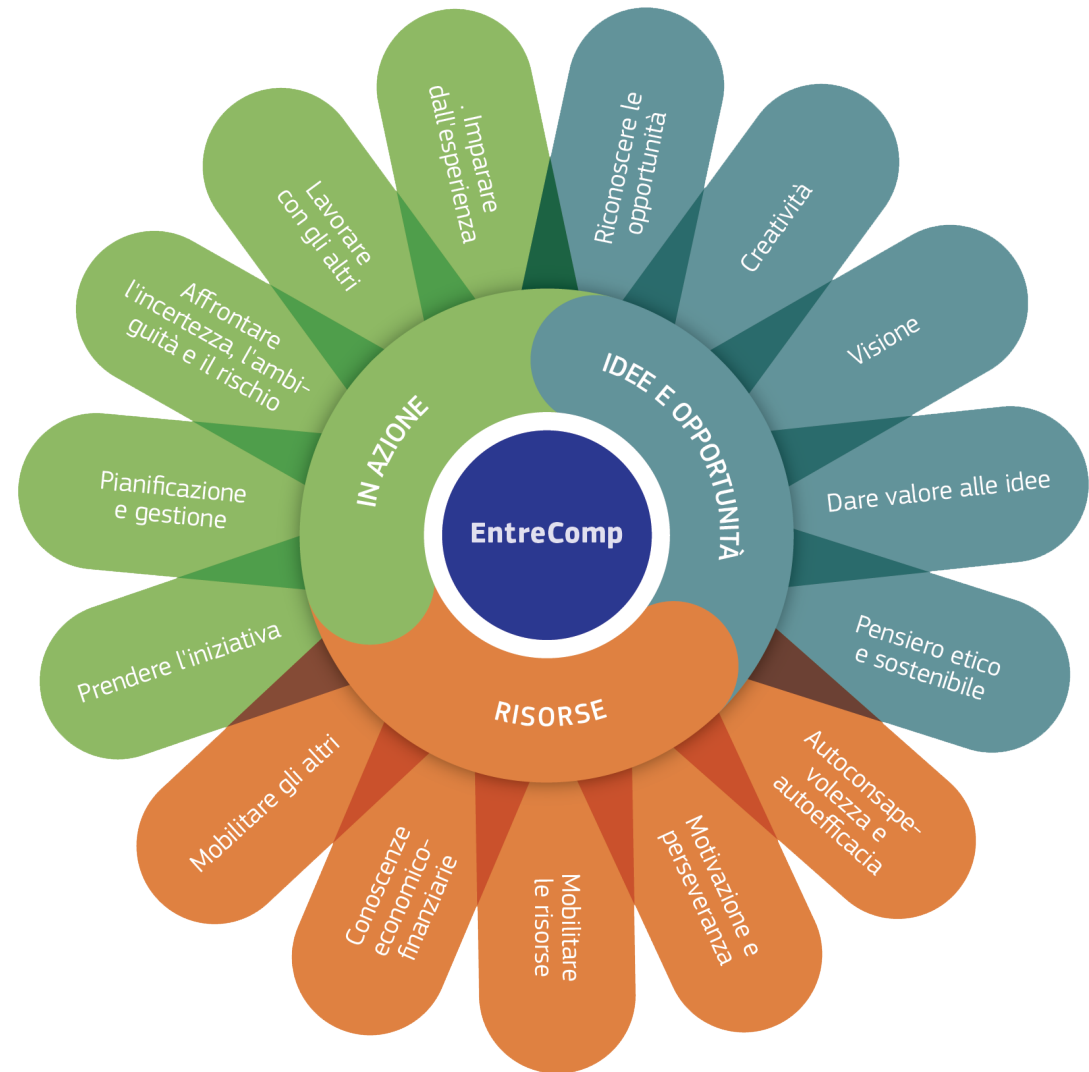 EntreComp
IDEE E OPPORTUNITÀ
Riconoscere le
opportunità
Creatività
Visione
Dare valore alle idee
Pensiero etico
e sostenibile
RISORSE
Autoconsape-
volezza e
autoefficacia
Motivazione e
perseveranza
Mobilitare
le risorse
Conoscenze
economico-
finanziarie
Mobilitare gli altri
IN AZIONE
Prendere l'iniziativa
Pianificazione
e gestione
Affrontare
l'incertezza, l'ambi-
guità e il rischio
Lavorare
con gli altri
. Imparare
dall'esperienza